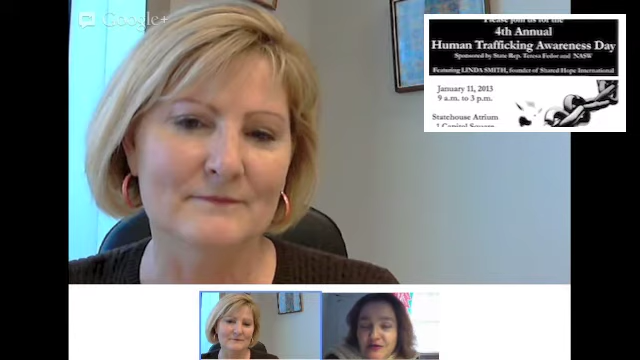 Google+
Please join us for the
4th Annual
Human Trafficking Awareness Day
Sponsored by State Rep. Teresa Fedor and NASW
Featuring LINDA SMITH, founder of Shared Hope International
January 11, 2013
9 a.m. to 3 p.m.
Statehouse Atrium
1 Capitol Square